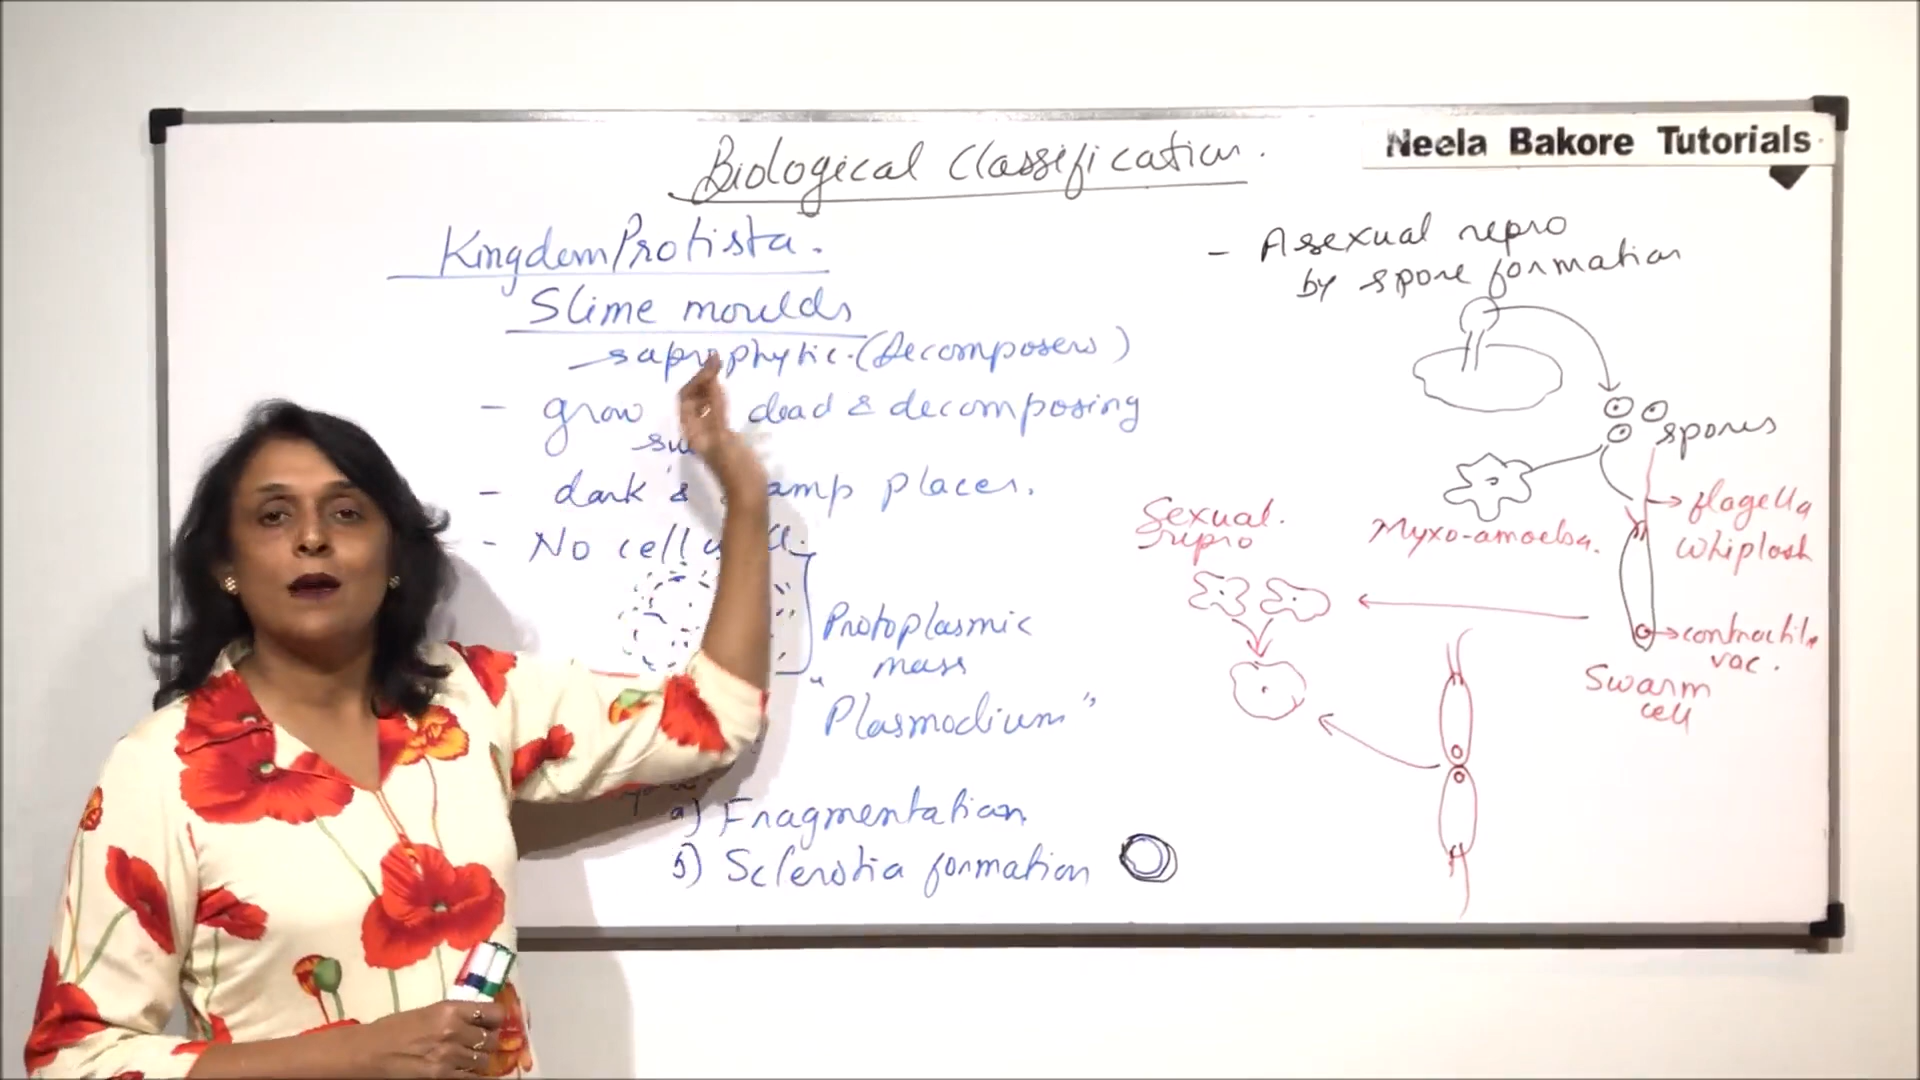 Biological Classification.
Neela Bakore Tutorials
Kingdom Protista.
Slime moulds
- saprophytic. (Decomposers)
- grow dead & decomposing
- dark & places.
- No cell
Protoplasmic
mass
"Plasmodium"
a) Fragmentation
b) Sclerotia formation
- Asexual repro
by spore formation
spores
Myxo-amoeba.
flagella
whiplash
contractile
vac.
Swarm
cell
Sexual.
repro